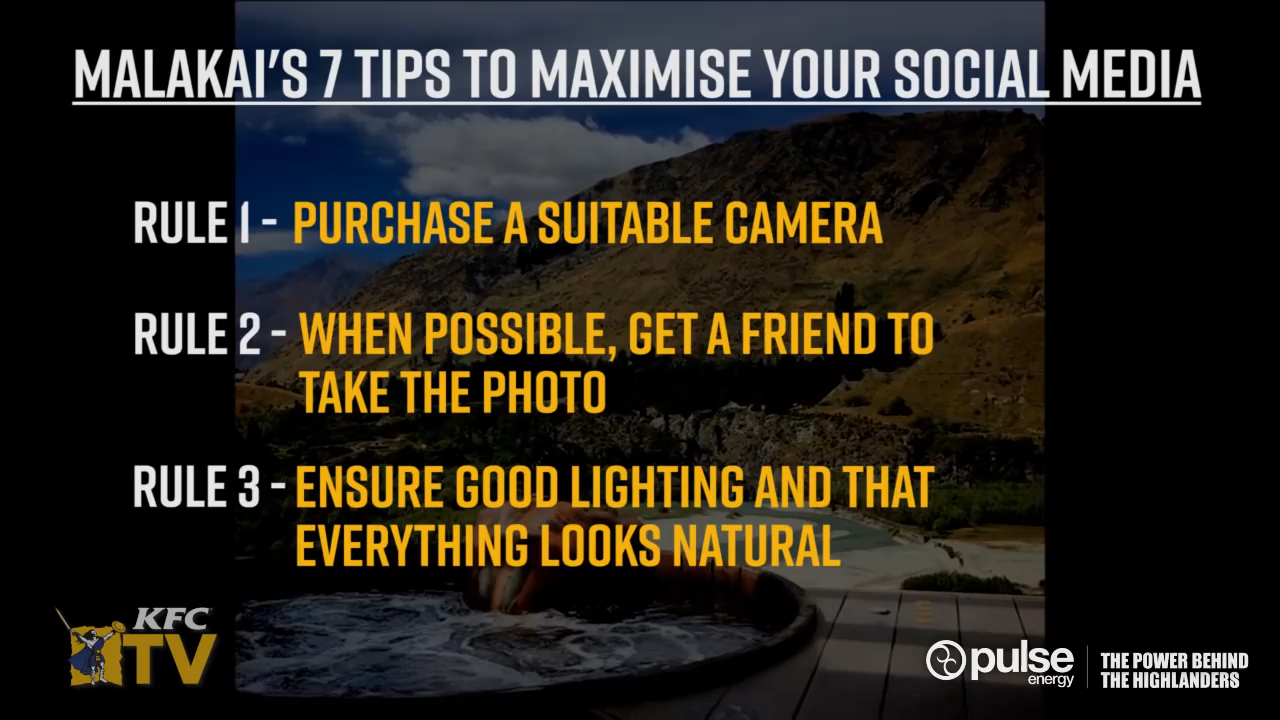 MALAKAI'S 7 TIPS TO MAXIMISE YOUR SOCIAL MEDIA
RULE 1 - PURCHASE A SUITABLE CAMERA
RULE 2 - WHEN POSSIBLE, GET A FRIEND TO
TAKE THE PHOTO
RULE 3 - ENSURE GOOD LIGHTING AND THAT
EVERYTHING LOOKS NATURAL
KFC
TV
pulse
energy
THE POWER BEHIND
THE HIGHLANDERS